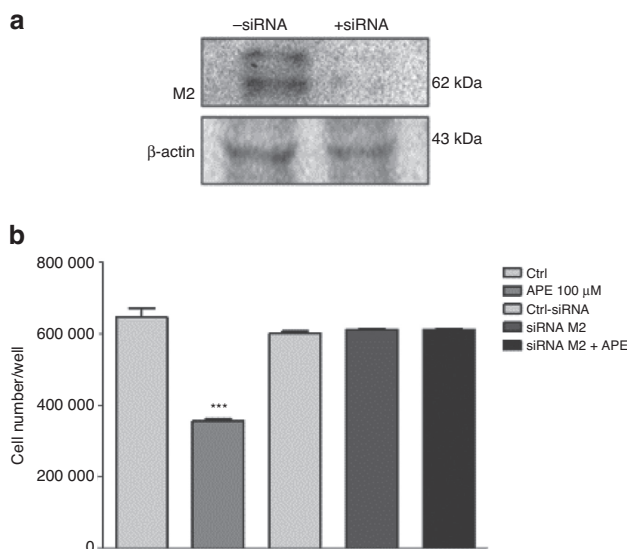 a
–siRNA +siRNA
M2
62 kDa
β-actin
43 kDa
b
800 000
600 000
400 000
200 000
0
Cell number/well
***
Ctrl
APE 100 μM
Ctrl-siRNA
siRNA M2
siRNA M2 + APE